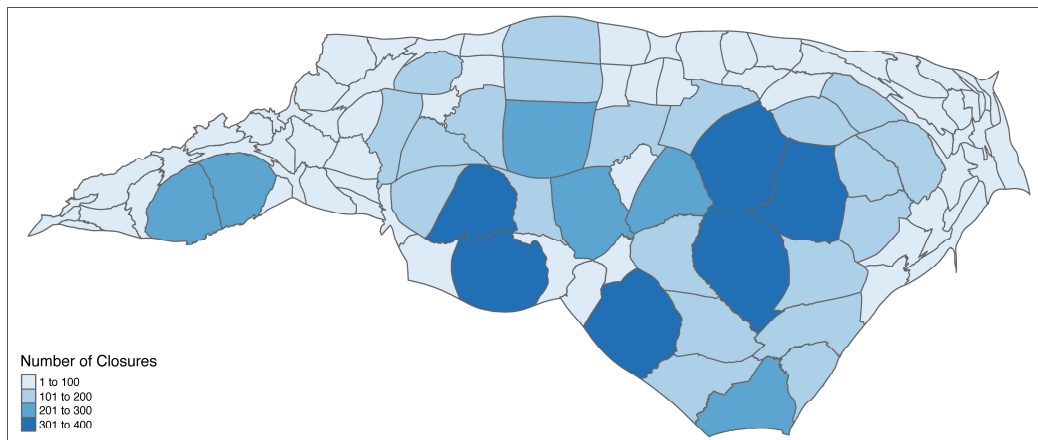 Number of Closures
1 to 100
101 to 200
201 to 300
301 to 400